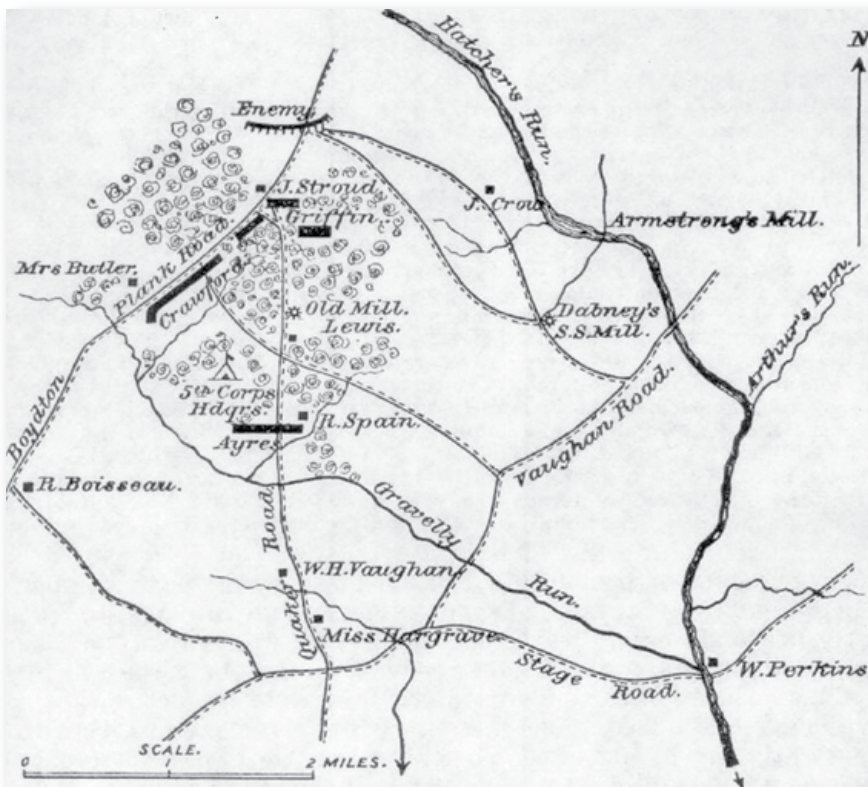 Hatcher's Run.
N
Enemy
J. Stroud
Griffin
J. Crow
Armstrong's Mill.
Plank Road
Mrs Butler.
Crawford
Old Mill.
Lewis.
Dabney's
S.S. Mill.
Arthur's Run.
5th Corps
Hdqrs.
R. Spain.
Ayres
Vaughan Road.
Boydton
R. Boisseau.
Gravelly
Run.
Quaker Road
W.H. Vaughan
Miss Hargrave
Stage
Road.
W. Perkins
SCALE.
0 1 2 MILES.